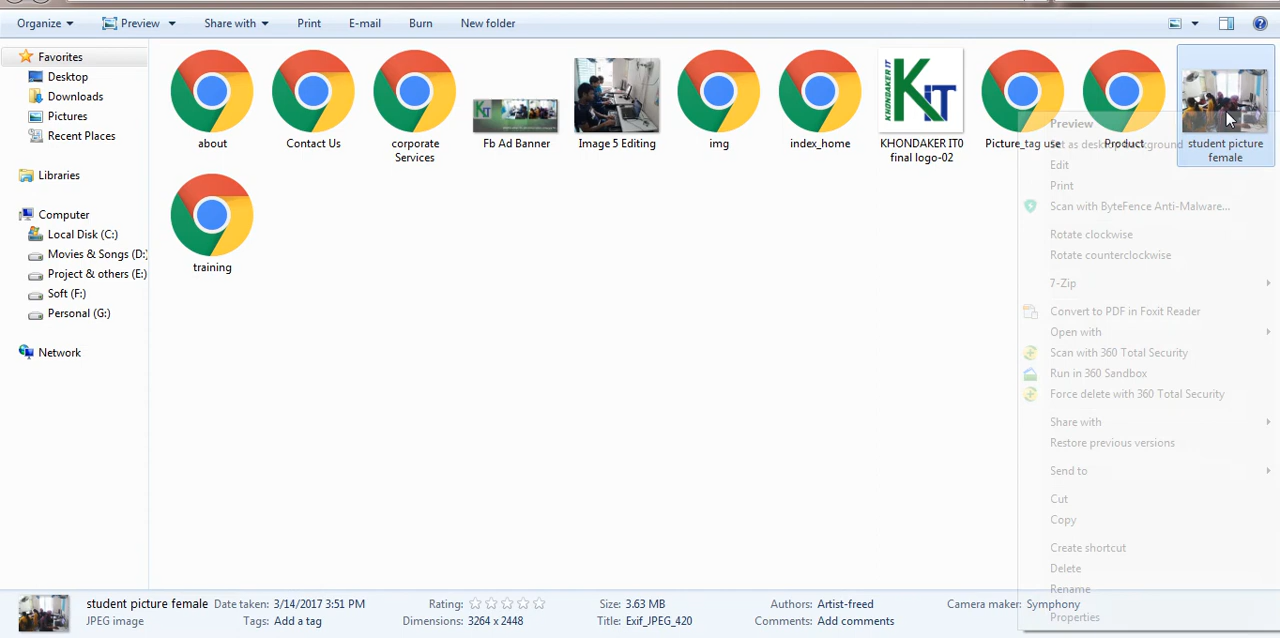 Organize Preview Share with Print E-mail Burn New folder
Favorites
Desktop
Downloads
Pictures
Recent Places
Libraries
Computer
Local Disk (C:)
Movies & Songs (D:)
Project & others (E:)
Soft (F:)
Personal (G:)
Network
about
Contact Us
corporate
Services
Fb Ad Banner
Image 5 Editing
img
index_home
KHONDAKER IT
KIT
KHONDAKER IT0
final logo-02
Picture_tag use
Product
student picture
female
training
Preview
Set as desktop background
Edit
Print
Scan with ByteFence Anti-Malware...
Rotate clockwise
Rotate counterclockwise
7-Zip
Convert to PDF in Foxit Reader
Open with
Scan with 360 Total Security
Run in 360 Sandbox
Force delete with 360 Total Security
Share with
Restore previous versions
Send to
Cut
Copy
Create shortcut
Delete
Rename
Properties
student picture female Date taken: 3/14/2017 3:51 PM Rating: Size: 3.63 MB Authors: Artist-freed Camera maker: Symphony
JPEG image Tags: Add a tag Dimensions: 3264 x 2448 Title: Exif_JPEG_420 Comments: Add comments